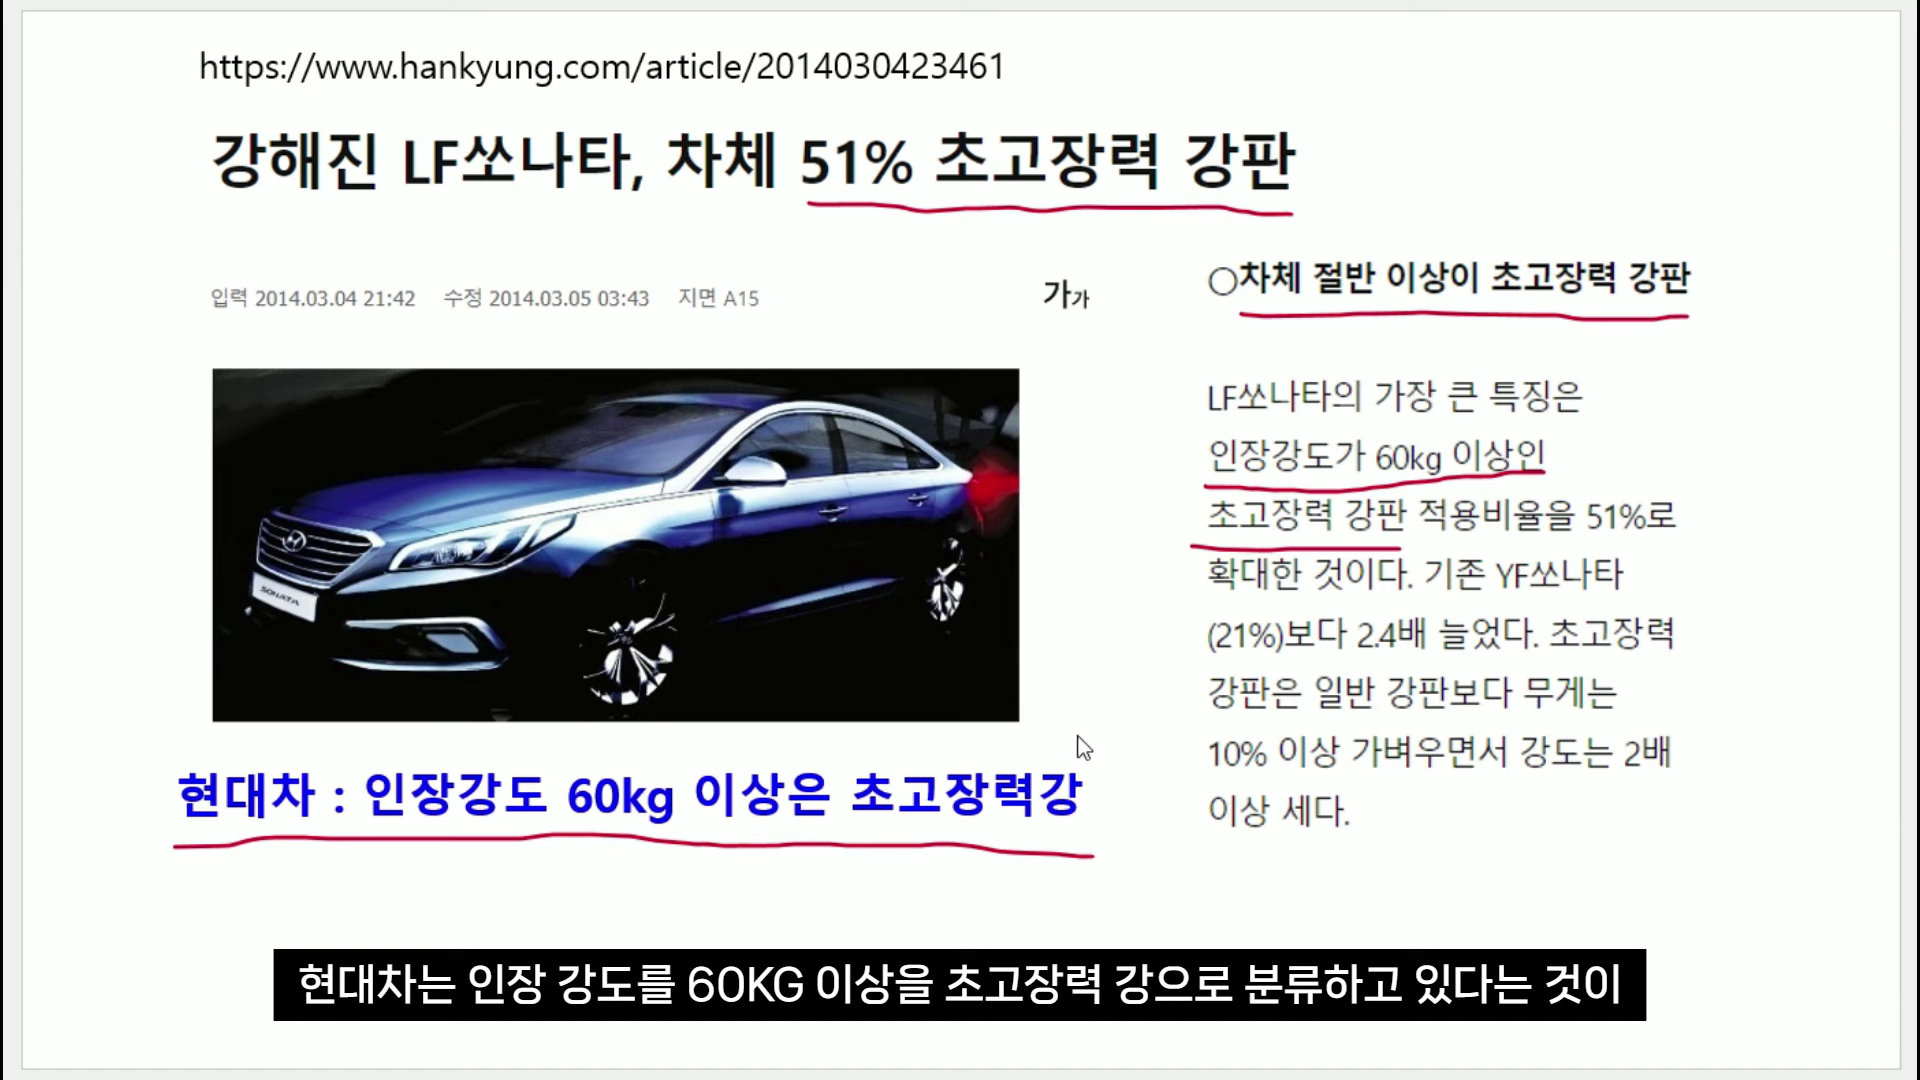 https://www.hankyung.com/article/2014030423461
강해진 LF쏘나타, 차체 51% 초고장력 강판
입력 2014.03.04 21:42 수정 2014.03.05 03:43 지면 A15
가가
SONATA
현대차 : 인장강도 60kg 이상은 초고장력강
○차체 절반 이상이 초고장력 강판
LF쏘나타의 가장 큰 특징은
인장강도가 60kg 이상인
초고장력 강판 적용비율을 51%로
확대한 것이다. 기존 YF쏘나타
(21%)보다 2.4배 늘었다. 초고장력
강판은 일반 강판보다 무게는
10% 이상 가벼우면서 강도는 2배
이상 세다.
현대차는 인장 강도를 60KG 이상을 초고장력 강으로 분류하고 있다는 것이